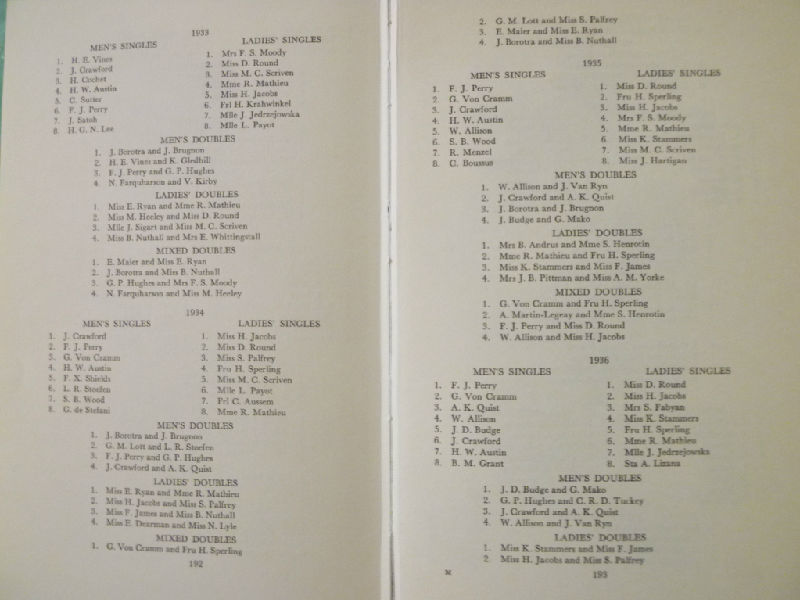 1933
MEN'S SINGLES
1. H. E. Vines
2. J. Crawford
3. H. Cochet
4. H. W. Austin
5. C. Sutter
6. F. J. Perry
7. J. Satoh
8. H. G. N. Lee
LADIES' SINGLES
1. Mrs F. S. Moody
2. Miss D. Round
3. Miss M. C. Scriven
4. Mme R. Mathieu
5. Miss H. Jacobs
6. Frl H. Krahwinkel
7. Mlle J. Jedrzejowska
8. Mlle L. Payot
MEN'S DOUBLES
1. J. Borotra and J. Brugnon
2. H. E. Vines and K. Gledhill
3. F. J. Perry and G. P. Hughes
4. N. Farquharson and V. Kirby
LADIES' DOUBLES
1. Miss E. Ryan and Mme R. Mathieu
2. Miss M. Heeley and Miss D. Round
3. Mlle J. Sigart and Miss M. C. Scriven
4. Miss B. Nuthall and Mrs E. Whittingstall
MIXED DOUBLES
1. E. Maier and Miss E. Ryan
2. J. Borotra and Miss B. Nuthall
3. G. P. Hughes and Mrs F. S. Moody
4. N. Farquharson and Miss M. Heeley
1934
MEN'S SINGLES
1. J. Crawford
2. F. J. Perry
3. G. Von Cramm
4. H. W. Austin
5. F. X. Shields
6. L. R. Stoefen
7. S. B. Wood
8. G. de Stefani
LADIES' SINGLES
1. Miss H. Jacobs
2. Miss D. Round
3. Miss S. Palfrey
4. Fru H. Sperling
5. Miss M. C. Scriven
6. Mlle L. Payot
7. Frl C. Aussem
8. Mme R. Mathieu
MEN'S DOUBLES
1. J. Borotra and J. Brugnon
2. G. M. Lott and L. R. Stoefen
3. F. J. Perry and G. P. Hughes
4. J. Crawford and A. K. Quist
LADIES' DOUBLES
1. Miss E. Ryan and Mme R. Mathieu
2. Miss H. Jacobs and Miss S. Palfrey
3. Miss F. James and Miss B. Nuthall
4. Miss E. Dearman and Miss N. Lyle
MIXED DOUBLES
1. G. Von Cramm and Fru H. Sperling
192
2. G. M. Lott and Miss S. Palfrey
3. E. Maier and Miss E. Ryan
4. J. Borotra and Miss B. Nuthall
1935
MEN'S SINGLES
1. F. J. Perry
2. G. Von Cramm
3. J. Crawford
4. H. W. Austin
5. W. Allison
6. S. B. Wood
7. R. Menzel
8. C. Boussus
LADIES' SINGLES
1. Miss D. Round
2. Fru H. Sperling
3. Miss H. Jacobs
4. Mrs F. S. Moody
5. Mme R. Mathieu
6. Miss K. Stammers
7. Miss M. C. Scriven
8. Miss J. Hartigan
MEN'S DOUBLES
1. W. Allison and J. Van Ryn
2. J. Crawford and A. K. Quist
3. J. Borotra and J. Brugnon
4. J. Budge and G. Mako
LADIES' DOUBLES
1. Mrs B. Andrus and Mme S. Henrotin
2. Mme R. Mathieu and Fru H. Sperling
3. Miss K. Stammers and Miss F. James
4. Mrs J. B. Pittman and Miss A. M. Yorke
MIXED DOUBLES
1. G. Von Cramm and Fru H. Sperling
2. A. Martin-Legeay and Mme S. Henrotin
3. F. J. Perry and Miss D. Round
4. W. Allison and Miss H. Jacobs
1936
MEN'S SINGLES
1. F. J. Perry
2. G. Von Cramm
3. A. K. Quist
4. W. Allison
5. J. D. Budge
6. J. Crawford
7. H. W. Austin
8. B. M. Grant
LADIES' SINGLES
1. Miss D. Round
2. Miss H. Jacobs
3. Mrs S. Fabyan
4. Miss K. Stammers
5. Fru H. Sperling
6. Mme R. Mathieu
7. Mlle J. Jedrzejowska
8. Sta A. Lizana
MEN'S DOUBLES
1. J. D. Budge and G. Mako
2. G. P. Hughes and C. R. D. Tuckey
3. J. Crawford and A. K. Quist
4. W. Allison and J. Van Ryn
LADIES' DOUBLES
1. Miss K. Stammers and Miss F. James
2. Miss H. Jacobs and Miss S. Palfrey
193